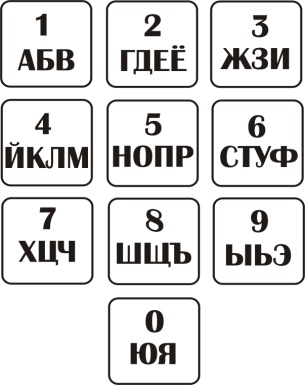 1 2 3
АБВ ГДЕЁ ЖЗИ
4 5 6
ЙКЛМ НОПР СТУФ
7 8 9
ХЦЧ ШЩЪ ЫЬЭ
0
ЮЯ